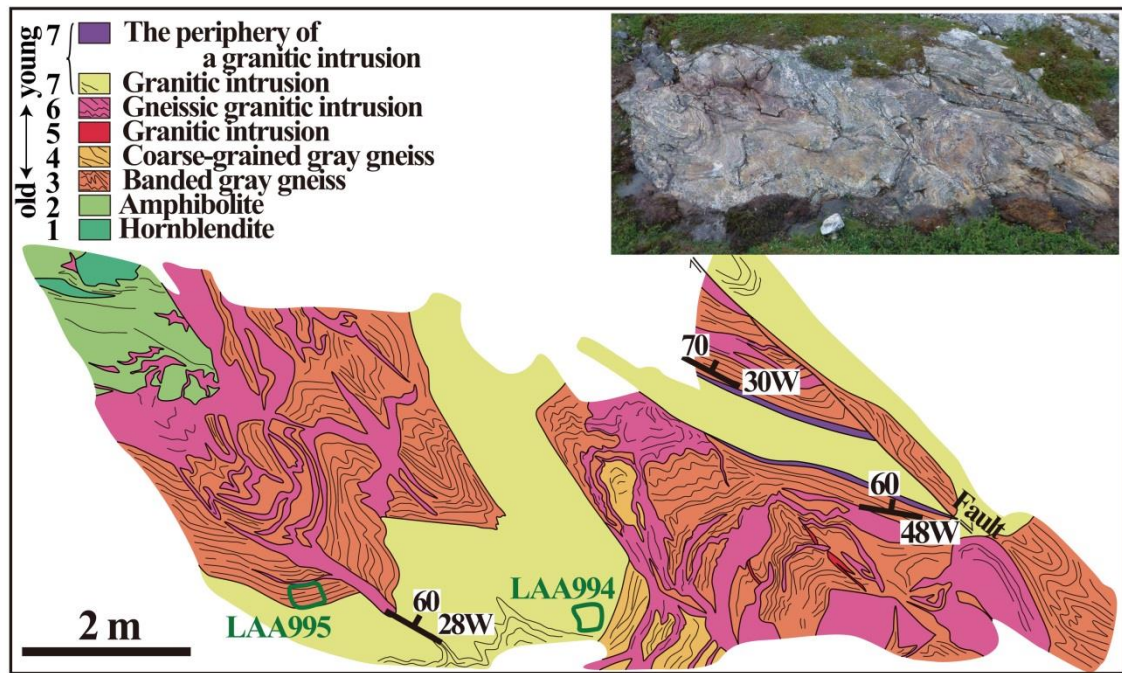 young
old
7 The periphery of
a granitic intrusion
7 Granitic intrusion
6 Gneissic granitic intrusion
5 Granitic intrusion
4 Coarse-grained gray gneiss
3 Banded gray gneiss
2 Amphibolite
1 Hornblendite
70
30W
60
48W
Fault
LAA994
LAA995
60
28W
2 m